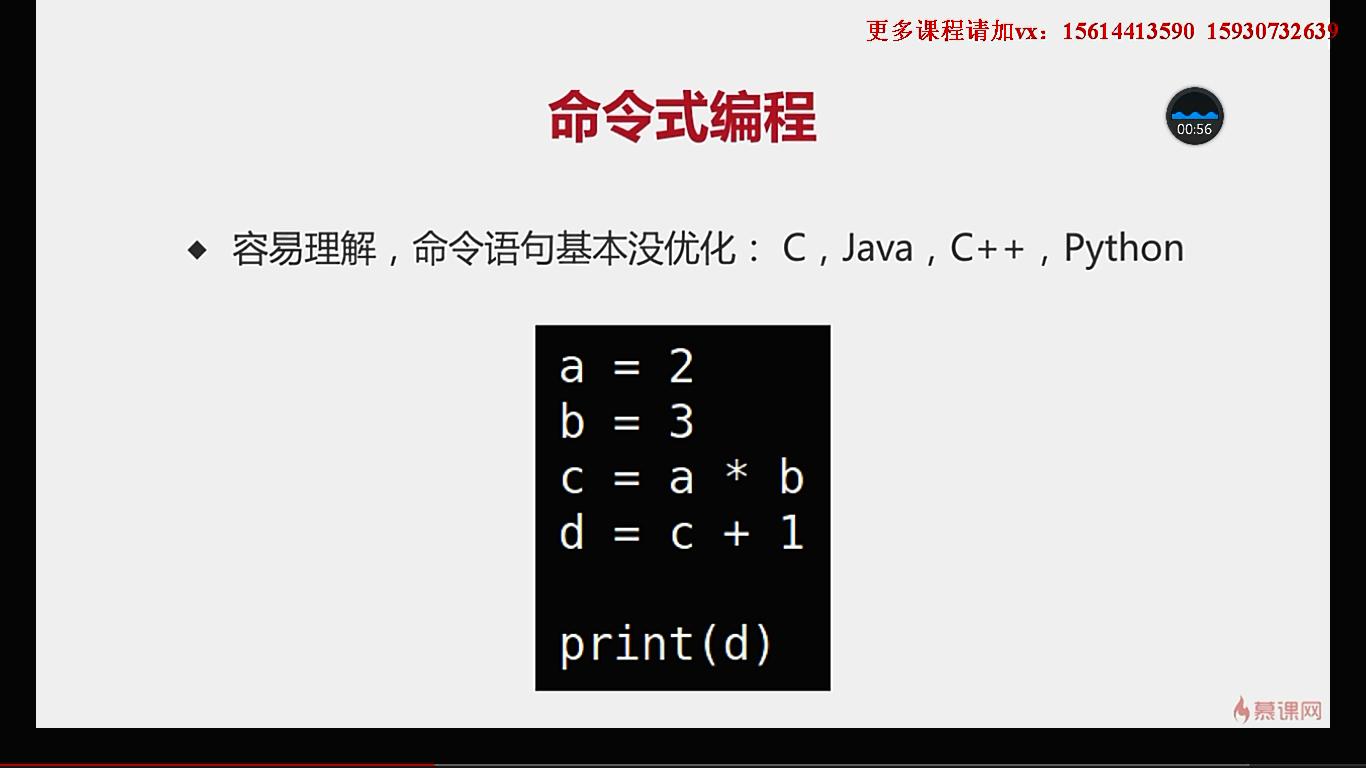 更多课程请加vx：15614413590 15930732639
命令式编程
00:56
◆ 容易理解，命令语句基本没优化： C，Java，C++，Python
a = 2
b = 3
c = a * b
d = c + 1
print(d)
慕课网